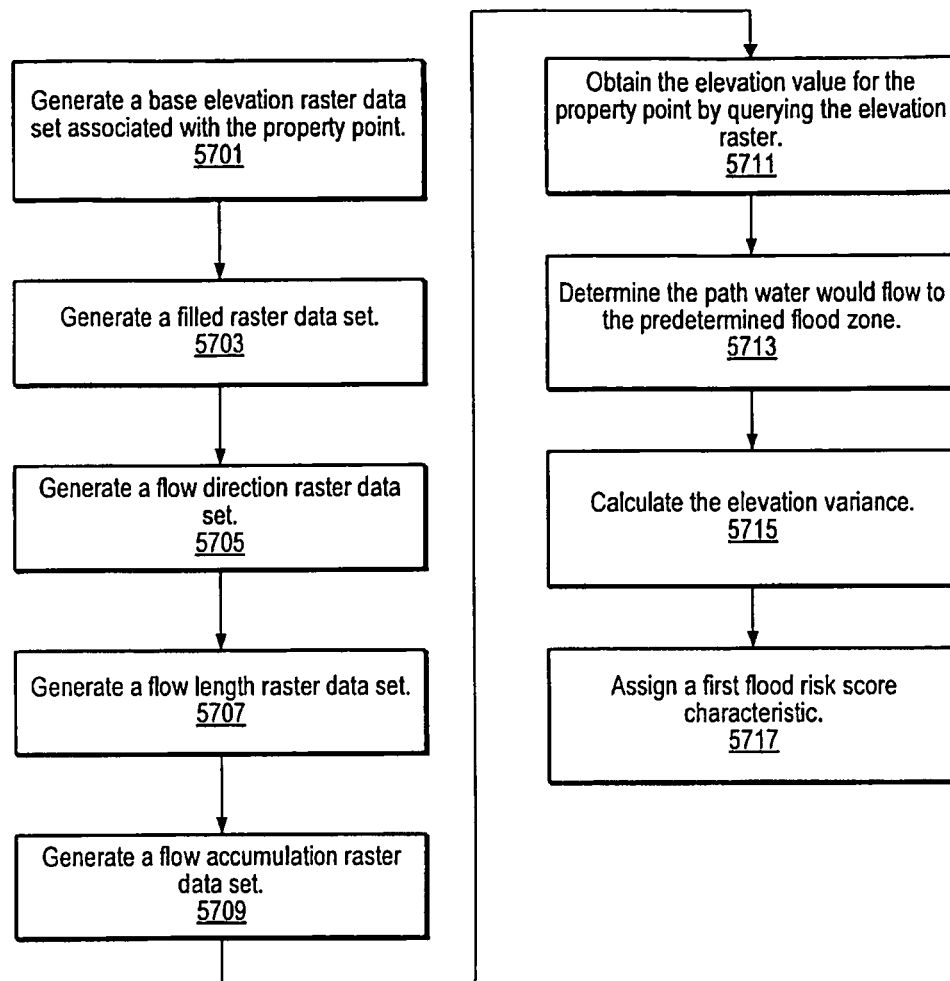 Generate a base elevation raster data
set associated with the property point.
5701
Generate a filled raster data set.
5703
Generate a flow direction raster data
set.
5705
Generate a flow length raster data set.
5707
Generate a flow accumulation raster
data set.
5709
Obtain the elevation value for the
property point by querying the elevation
raster.
5711
Determine the path water would flow to
the predetermined flood zone.
5713
Calculate the elevation variance.
5715
Assign a first flood risk score
characteristic.
5717